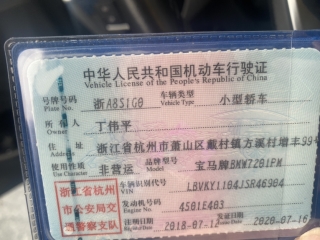 中华人民共和国机动车行驶证
Vehicle License of the People's Republic of China
号牌号码 浙A8S1G0 车辆类型 小型轿车
Plate No. Vehicle Type
所有人 丁伟平
Owner
住址 浙江省杭州市萧山区戴村镇方溪村增丰99
Address
使用性质 非营运 品牌型号 宝马牌BMW7201PM
Use Character Model
浙江省杭州 车辆识别代号 LBVKY1104JSR46904
VIN
市公安局交 发动机号码 4501E403
Engine No.
警察支队 注册日期 2018-07-12 发证日期 2020-07-16